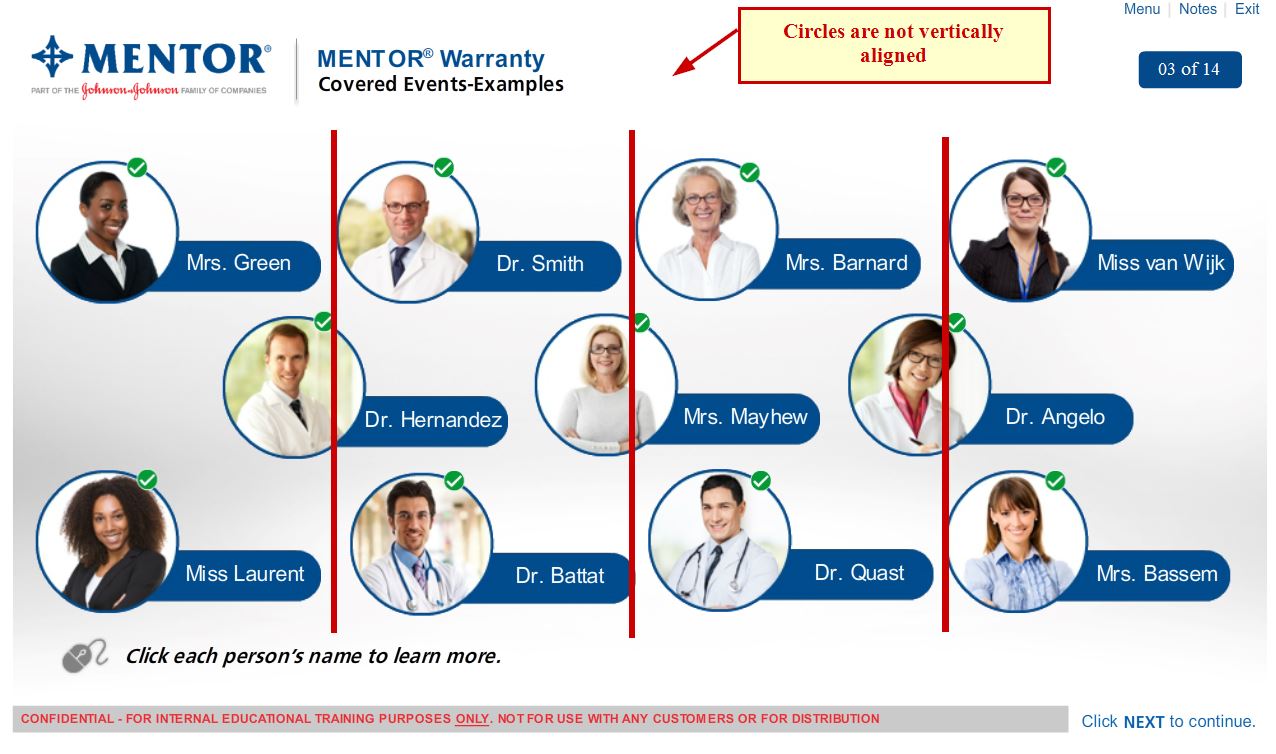 Menu | Notes | Exit
Circles are not vertically
aligned
MENTOR®
PART OF THE Johnson & Johnson FAMILY OF COMPANIES
MENTOR® Warranty
Covered Events-Examples
03 of 14
Mrs. Green
Dr. Smith
Mrs. Barnard
Miss van Wijk
Dr. Hernandez
Mrs. Mayhew
Dr. Angelo
Miss Laurent
Dr. Battat
Dr. Quast
Mrs. Bassem
Click each person's name to learn more.
CONFIDENTIAL - FOR INTERNAL EDUCATIONAL TRAINING PURPOSES ONLY. NOT FOR USE WITH ANY CUSTOMERS OR FOR DISTRIBUTION
Click NEXT to continue.